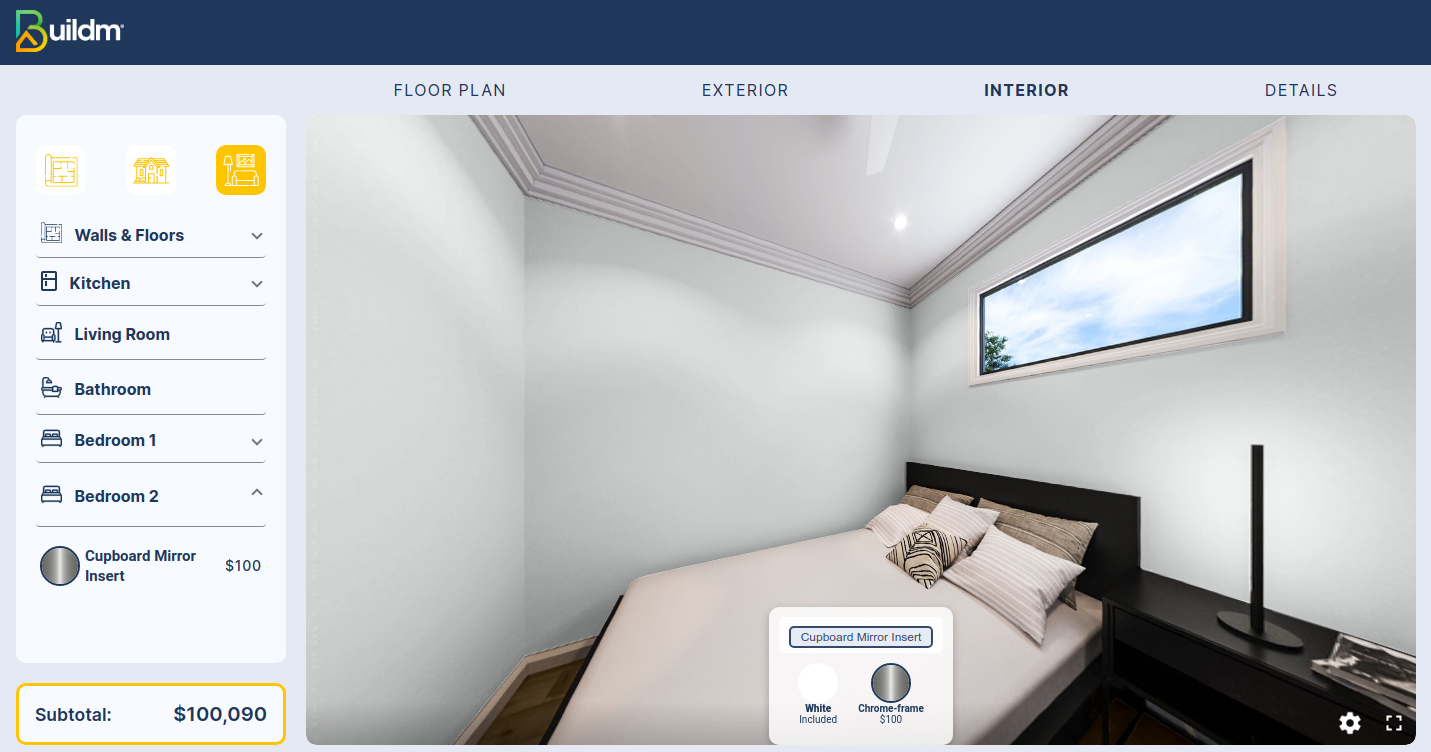 Buildm
FLOOR PLAN
EXTERIOR
INTERIOR
DETAILS
Walls & Floors
Kitchen
Living Room
Bathroom
Bedroom 1
Bedroom 2
Cupboard Mirror
Insert
$100
Subtotal:
$100,090
Cupboard Mirror Insert
White
Included
Chrome-frame
$100